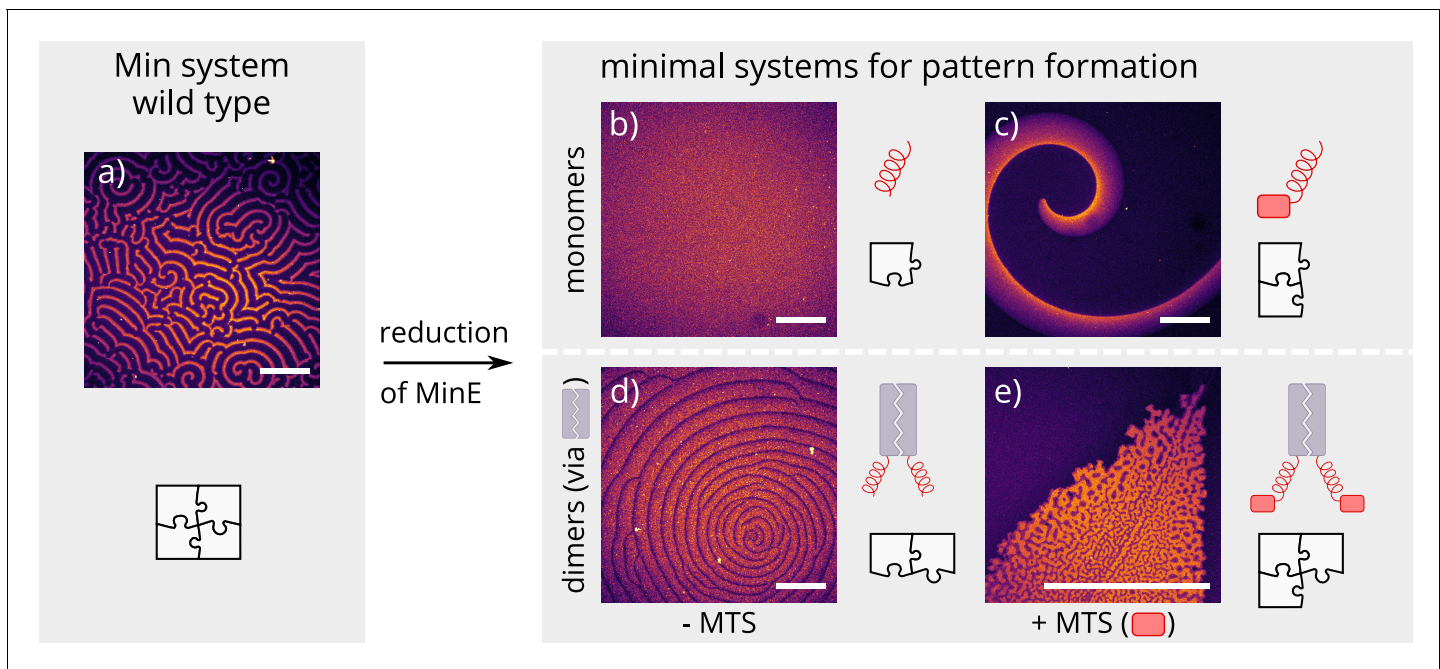 Min system
wild type
a)
reduction
of MinE
minimal systems for pattern formation
monomers
b)
c)
dimers (via )
d)
e)
- MTS
+ MTS ( )